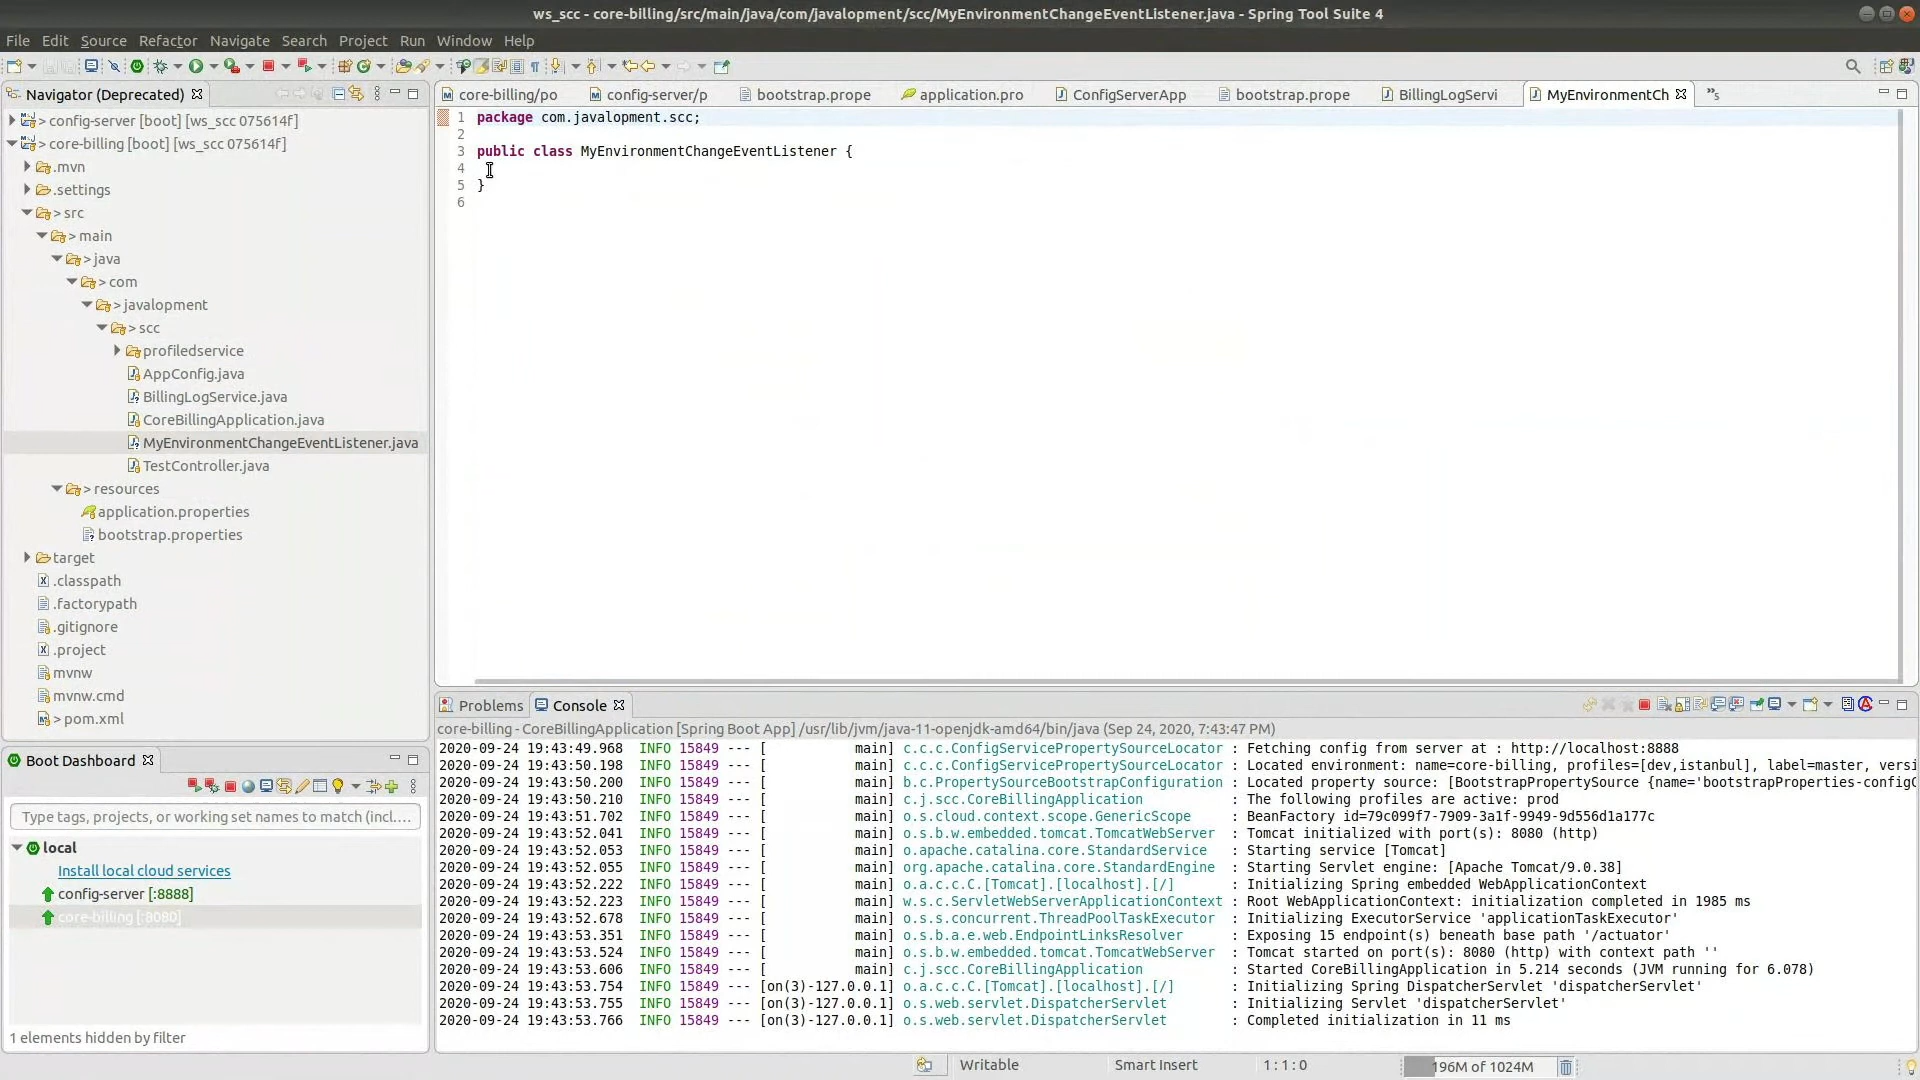 ws_scc - core-billing/src/main/java/com/javalopment/scc/MyEnvironmentChangeEventListener.java - Spring Tool Suite 4
File Edit Source Refactor Navigate Search Project Run Window Help
Navigator (Deprecated)
> config-server [boot] [ws_scc 075614f]
> core-billing [boot] [ws_scc 075614f]
.mvn
.settings
> src
> main
> java
> com
> javalopment
> scc
profiledservice
AppConfig.java
BillingLogService.java
CoreBillingApplication.java
MyEnvironmentChangeEventListener.java
TestController.java
> resources
application.properties
bootstrap.properties
target
.classpath
.factorypath
.gitignore
.project
mvnw
mvnw.cmd
> pom.xml
Boot Dashboard
Type tags, projects, or working set names to match (incl....
local
Install local cloud services
config-server [:8888]
core-billing [:8080]
1 elements hidden by filter
core-billing/po config-server/p bootstrap.prope application.pro ConfigServerApp bootstrap.prope BillingLogServi MyEnvironmentCh »5
1 package com.javalopment.scc;
2
3 public class MyEnvironmentChangeEventListener {
4
5 }
6
Problems Console
core-billing - CoreBillingApplication [Spring Boot App] /usr/lib/jvm/java-11-openjdk-amd64/bin/java (Sep 24, 2020, 7:43:47 PM)
2020-09-24 19:43:49.968 INFO 15849 --- [ main] c.c.c.ConfigServicePropertySourceLocator : Fetching config from server at : http://localhost:8888
2020-09-24 19:43:50.198 INFO 15849 --- [ main] c.c.c.ConfigServicePropertySourceLocator : Located environment: name=core-billing, profiles=[dev,istanbul], label=master, versi
2020-09-24 19:43:50.200 INFO 15849 --- [ main] b.c.PropertySourceBootstrapConfiguration : Located property source: [BootstrapPropertySource {name='bootstrapProperties-configC
2020-09-24 19:43:50.210 INFO 15849 --- [ main] c.j.scc.CoreBillingApplication : The following profiles are active: prod
2020-09-24 19:43:51.702 INFO 15849 --- [ main] o.s.cloud.context.scope.GenericScope : BeanFactory id=79c099f7-7909-3a1f-9949-9d556d1a177c
2020-09-24 19:43:52.041 INFO 15849 --- [ main] o.s.b.w.embedded.tomcat.TomcatWebServer : Tomcat initialized with port(s): 8080 (http)
2020-09-24 19:43:52.053 INFO 15849 --- [ main] o.apache.catalina.core.StandardService : Starting service [Tomcat]
2020-09-24 19:43:52.055 INFO 15849 --- [ main] org.apache.catalina.core.StandardEngine : Starting Servlet engine: [Apache Tomcat/9.0.38]
2020-09-24 19:43:52.222 INFO 15849 --- [ main] o.a.c.c.C.[Tomcat].[localhost].[/] : Initializing Spring embedded WebApplicationContext
2020-09-24 19:43:52.223 INFO 15849 --- [ main] w.s.c.ServletWebServerApplicationContext : Root WebApplicationContext: initialization completed in 1985 ms
2020-09-24 19:43:52.678 INFO 15849 --- [ main] o.s.s.concurrent.ThreadPoolTaskExecutor : Initializing ExecutorService 'applicationTaskExecutor'
2020-09-24 19:43:53.351 INFO 15849 --- [ main] o.s.b.a.e.web.EndpointLinksResolver : Exposing 15 endpoint(s) beneath base path '/actuator'
2020-09-24 19:43:53.524 INFO 15849 --- [ main] o.s.b.w.embedded.tomcat.TomcatWebServer : Tomcat started on port(s): 8080 (http) with context path ''
2020-09-24 19:43:53.606 INFO 15849 --- [ main] c.j.scc.CoreBillingApplication : Started CoreBillingApplication in 5.214 seconds (JVM running for 6.078)
2020-09-24 19:43:53.754 INFO 15849 --- [on(3)-127.0.0.1] o.a.c.c.C.[Tomcat].[localhost].[/] : Initializing Spring DispatcherServlet 'dispatcherServlet'
2020-09-24 19:43:53.755 INFO 15849 --- [on(3)-127.0.0.1] o.s.web.servlet.DispatcherServlet : Initializing Servlet 'dispatcherServlet'
2020-09-24 19:43:53.766 INFO 15849 --- [on(3)-127.0.0.1] o.s.web.servlet.DispatcherServlet : Completed initialization in 11 ms
Writable Smart Insert 1 : 1 : 0 196M of 1024M